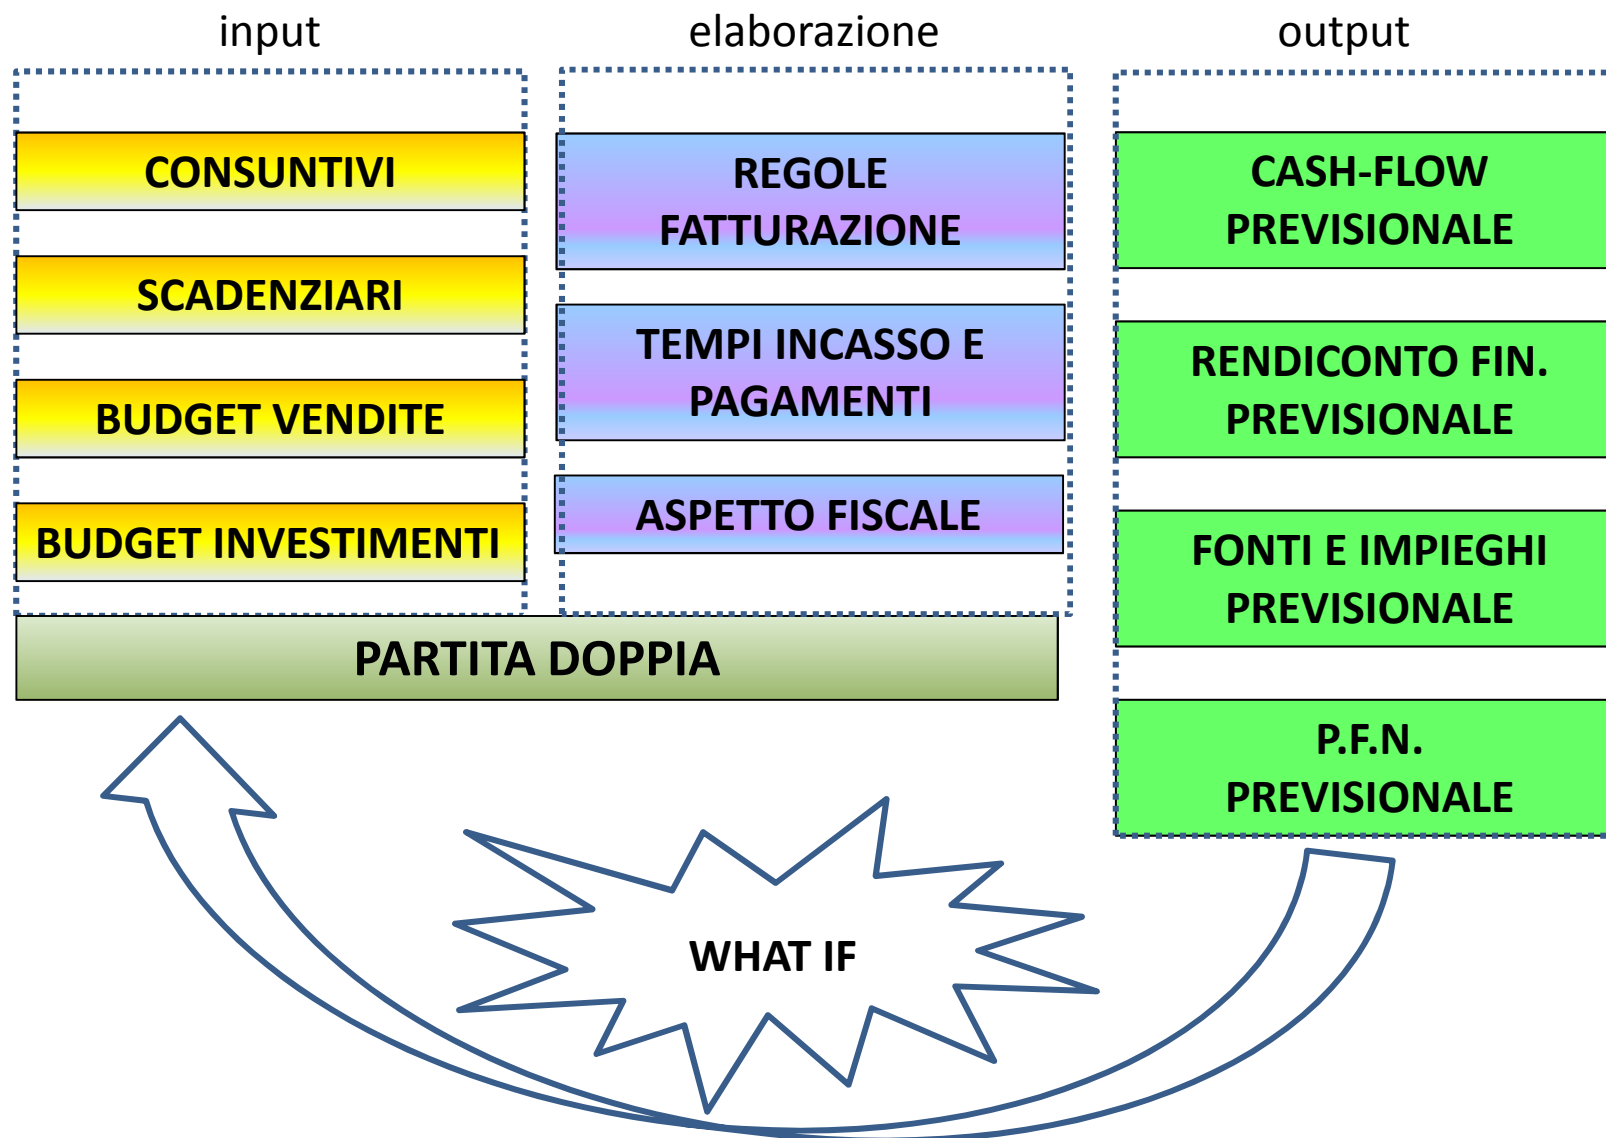 input
elaborazione
output
CONSUNTIVI
SCADENZIARI
BUDGET VENDITE
BUDGET INVESTIMENTI
REGOLE
FATTURAZIONE
TEMPI INCASSO E
PAGAMENTI
ASPETTO FISCALE
PARTITA DOPPIA
CASH-FLOW
PREVISIONALE
RENDICONTO FIN.
PREVISIONALE
FONTI E IMPIEGHI
PREVISIONALE
P.F.N.
PREVISIONALE
WHAT IF